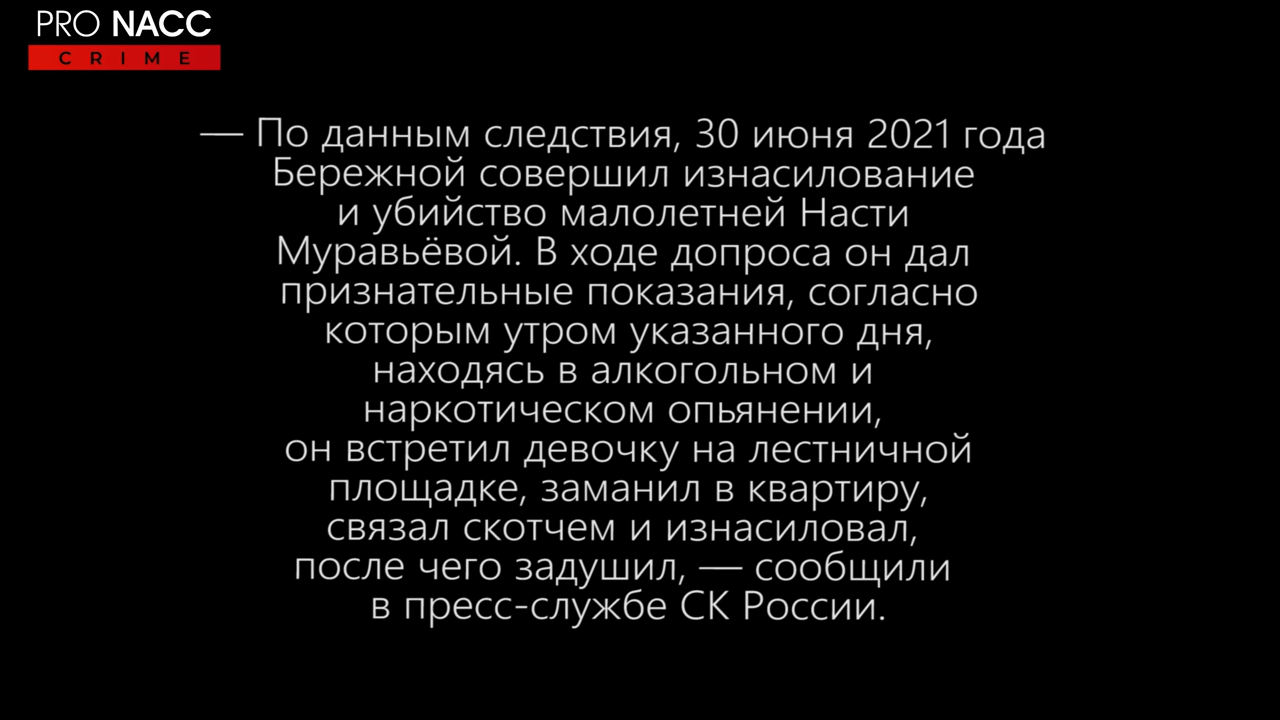 PRO NACC
CRIME
— По данным следствия, 30 июня 2021 года
Бережной совершил изнасилование
и убийство малолетней Насти
Муравьёвой. В ходе допроса он дал
признательные показания, согласно
которым утром указанного дня,
находясь в алкогольном и
наркотическом опьянении,
он встретил девочку на лестничной
площадке, заманил в квартиру,
связал скотчем и изнасиловал,
после чего задушил, — сообщили
в пресс-службе СК России.